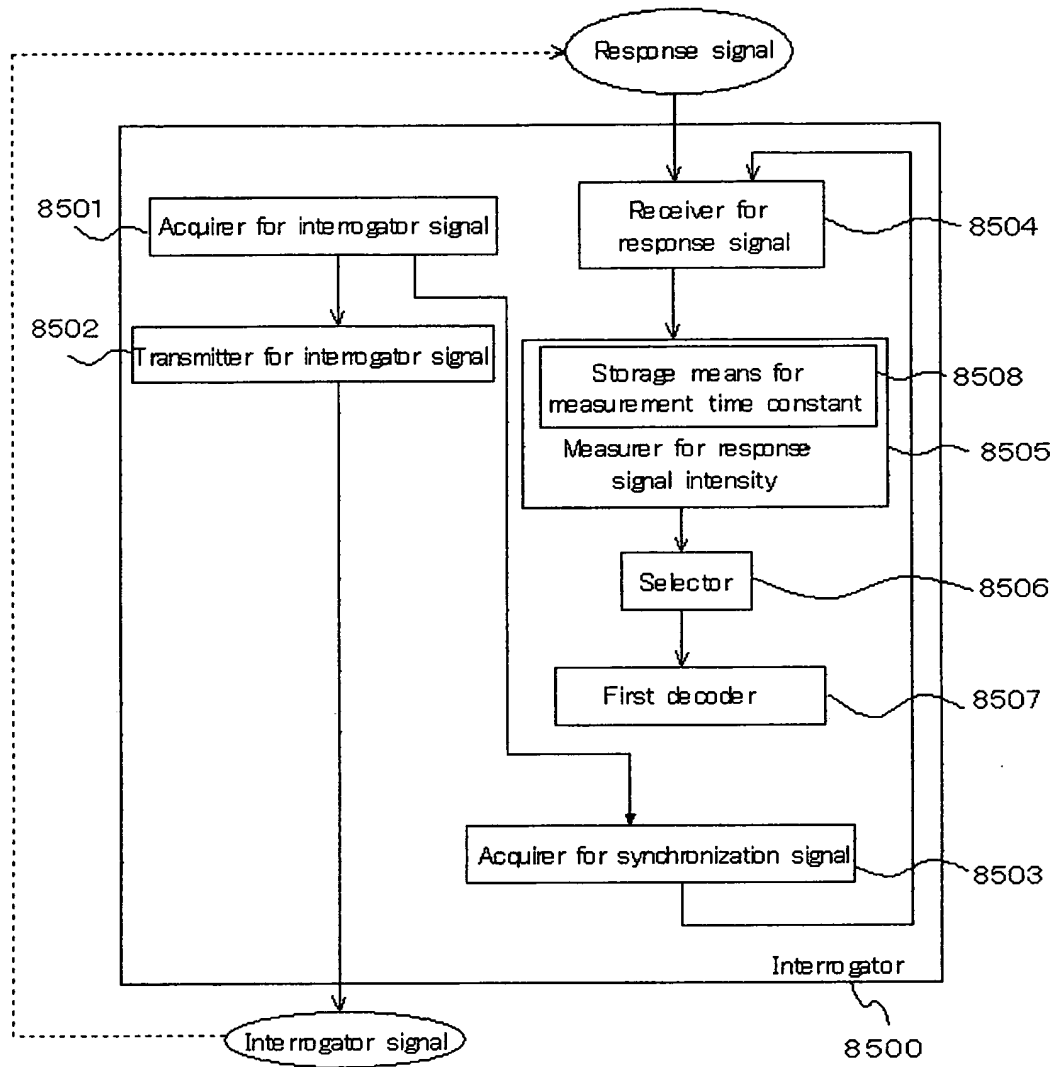 Response signal
8501
Acquirer for interrogator signal
Receiver for
response signal
8504
8502
Transmitter for interrogator signal
Storage means for
measurement time constant
8508
Measurer for response
signal intensity
8505
Selector
8506
First decoder
8507
Acquirer for synchronization signal
8503
Interrogator
Interrogator signal
8500